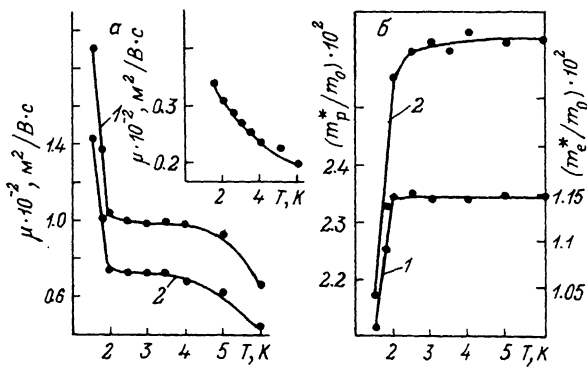 а
μ·10⁻², м²/В·с
1.4
1.0
0.6
1
2
2 3 4 5 T, K
μ·10⁻², м²/В·с
0.3
0.2
2 4 T, K
б
(m*p/m0)·10²
2.4
2.3
2.2
2
1
2 3 4 5 T, K
(m*e/m0)·10²
1.15
1.1
1.05